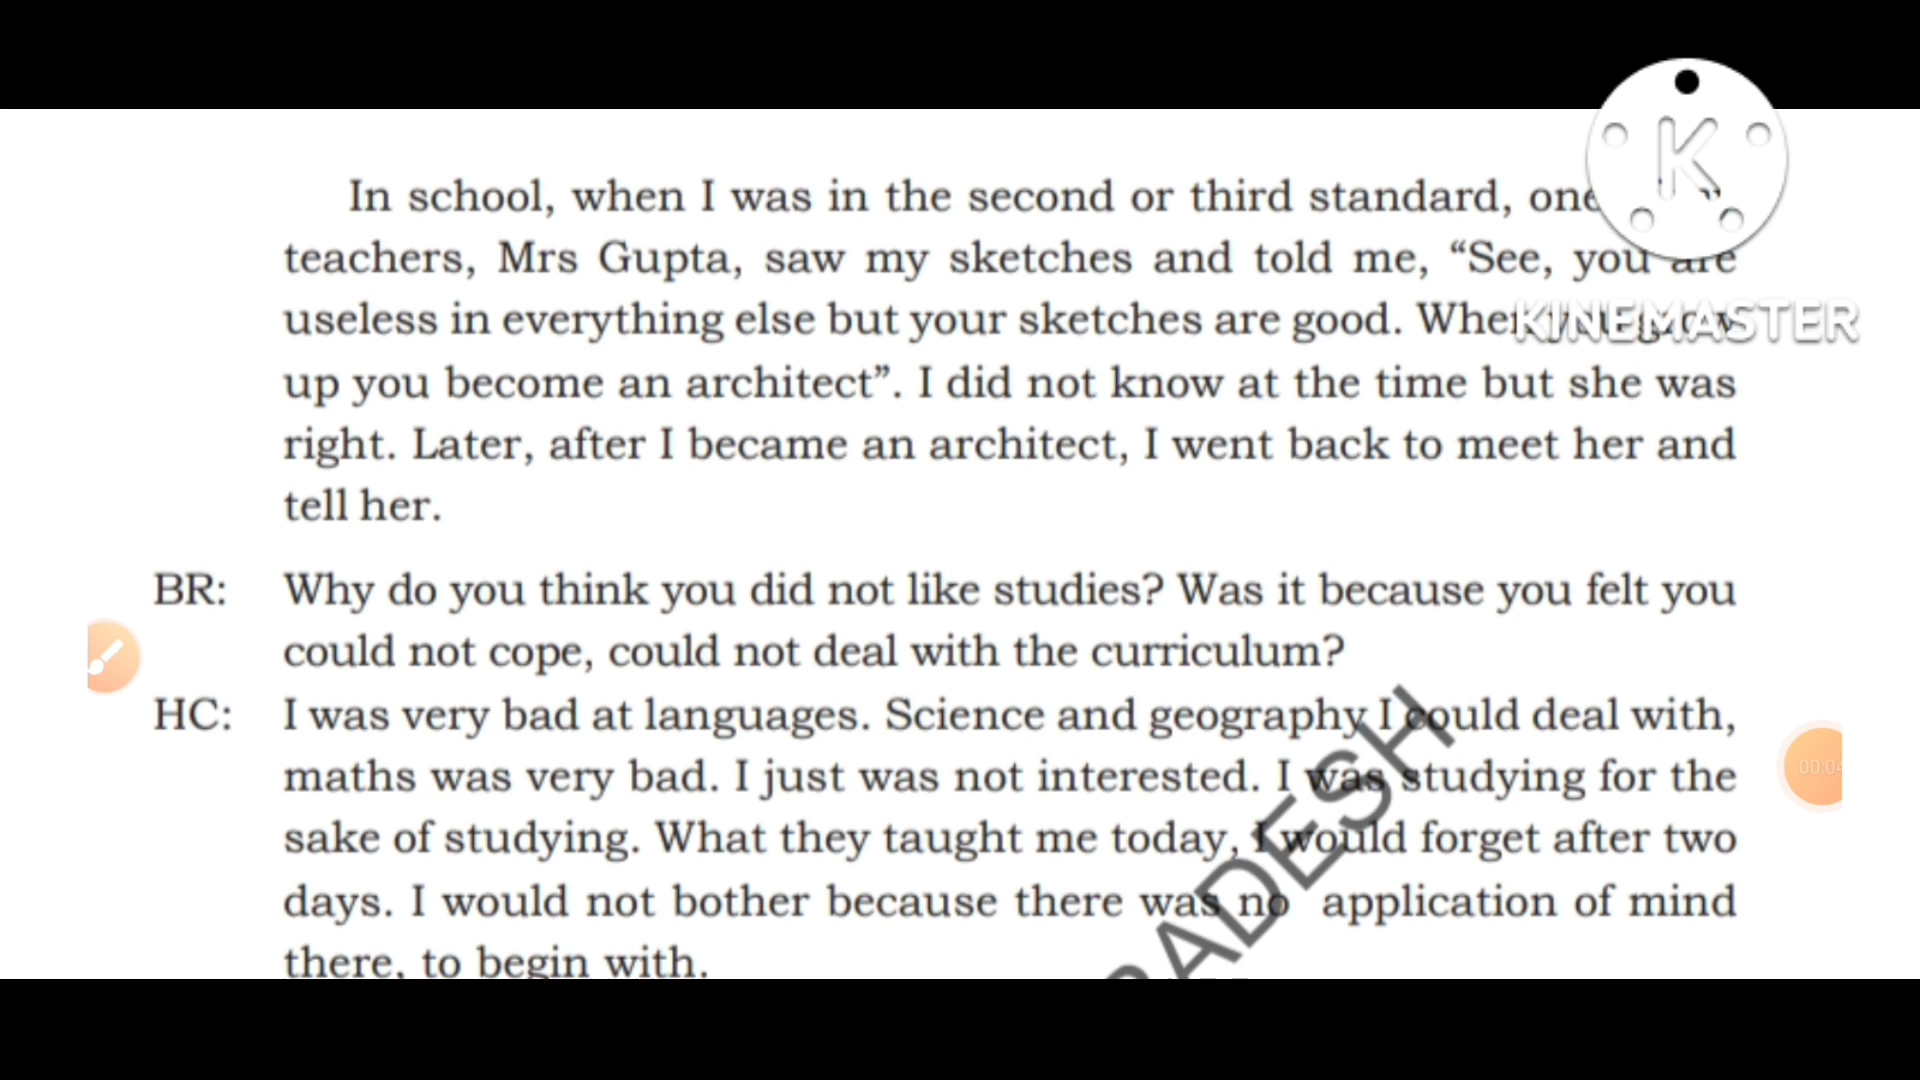 In school, when I was in the second or third standard, one
teachers, Mrs Gupta, saw my sketches and told me, “See, you are
useless in everything else but your sketches are good. When you grow
KINEMASTER
up you become an architect”. I did not know at the time but she was
right. Later, after I became an architect, I went back to meet her and
tell her.
BR: Why do you think you did not like studies? Was it because you felt you
could not cope, could not deal with the curriculum?
HC: I was very bad at languages. Science and geography I could deal with,
maths was very bad. I just was not interested. I was studying for the
sake of studying. What they taught me today, I would forget after two
days. I would not bother because there was no application of mind
there, to begin with.
K
00:04